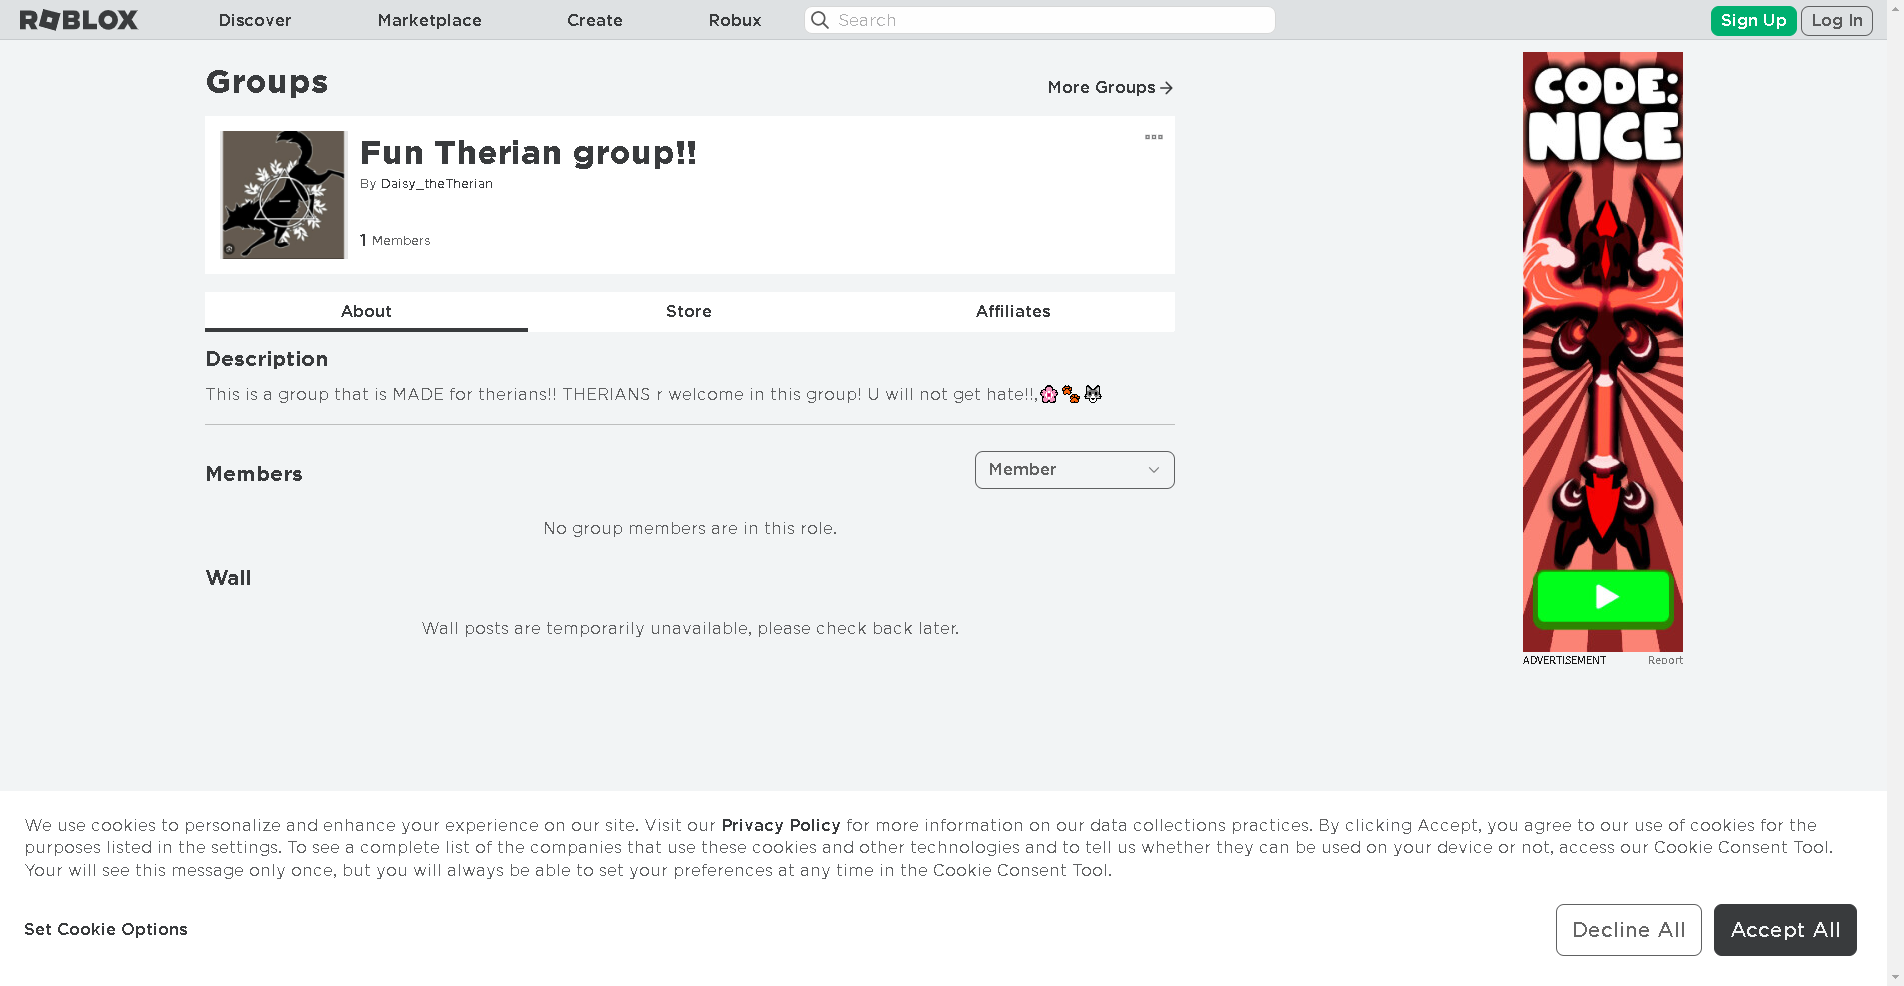 ROBLOX Discover Marketplace Create Robux Search Sign Up Log In
Groups
More Groups
Fun Therian group!!
By Daisy_theTherian
1 Members
About Store Affiliates
Description
This is a group that is MADE for therians!! THERIANS r welcome in this group! U will not get hate!!,🌸🐾🐺
Members
Member
No group members are in this role.
Wall
Wall posts are temporarily unavailable, please check back later.
CODE:
NICE
ADVERTISEMENT Report
We use cookies to personalize and enhance your experience on our site. Visit our Privacy Policy for more information on our data collections practices. By clicking Accept, you agree to our use of cookies for the
purposes listed in the settings. To see a complete list of the companies that use these cookies and other technologies and to tell us whether they can be used on your device or not, access our Cookie Consent Tool.
Your will see this message only once, but you will always be able to set your preferences at any time in the Cookie Consent Tool.
Set Cookie Options
Decline All
Accept All